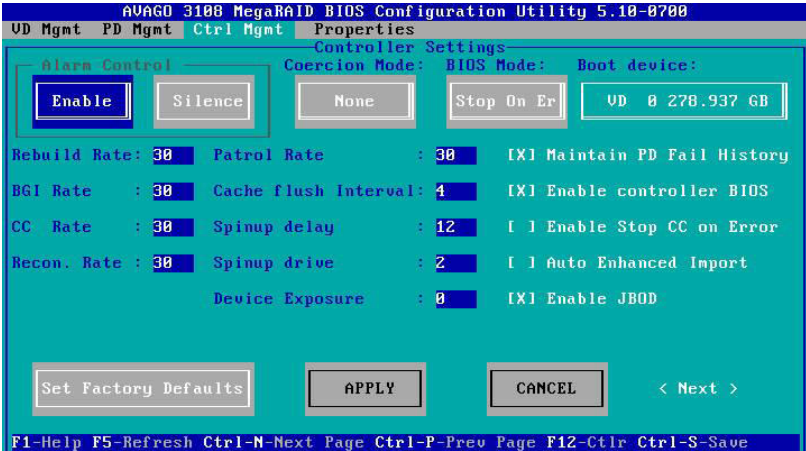 AVAGO 3108 MegaRAID BIOS Configuration Utility 5.10-0700
VD Mgmt PD Mgmt Ctrl Mgmt Properties
Controller Settings
Alarm Control Coercion Mode: BIOS Mode: Boot device:
Enable Silence None Stop On Er VD 0 278.937 GB
Rebuild Rate: 30 Patrol Rate : 30 [X] Maintain PD Fail History
BGI Rate : 30 Cache flush Interval: 4 [X] Enable controller BIOS
CC Rate : 30 Spinup delay : 12 [ ] Enable Stop CC on Error
Recon. Rate : 30 Spinup drive : 2 [ ] Auto Enhanced Import
Device Exposure : 0 [X] Enable JBOD
Set Factory Defaults APPLY CANCEL < Next >
F1-Help F5-Refresh Ctrl-N-Next Page Ctrl-P-Prev Page F12-Ctlr Ctrl-S-Save